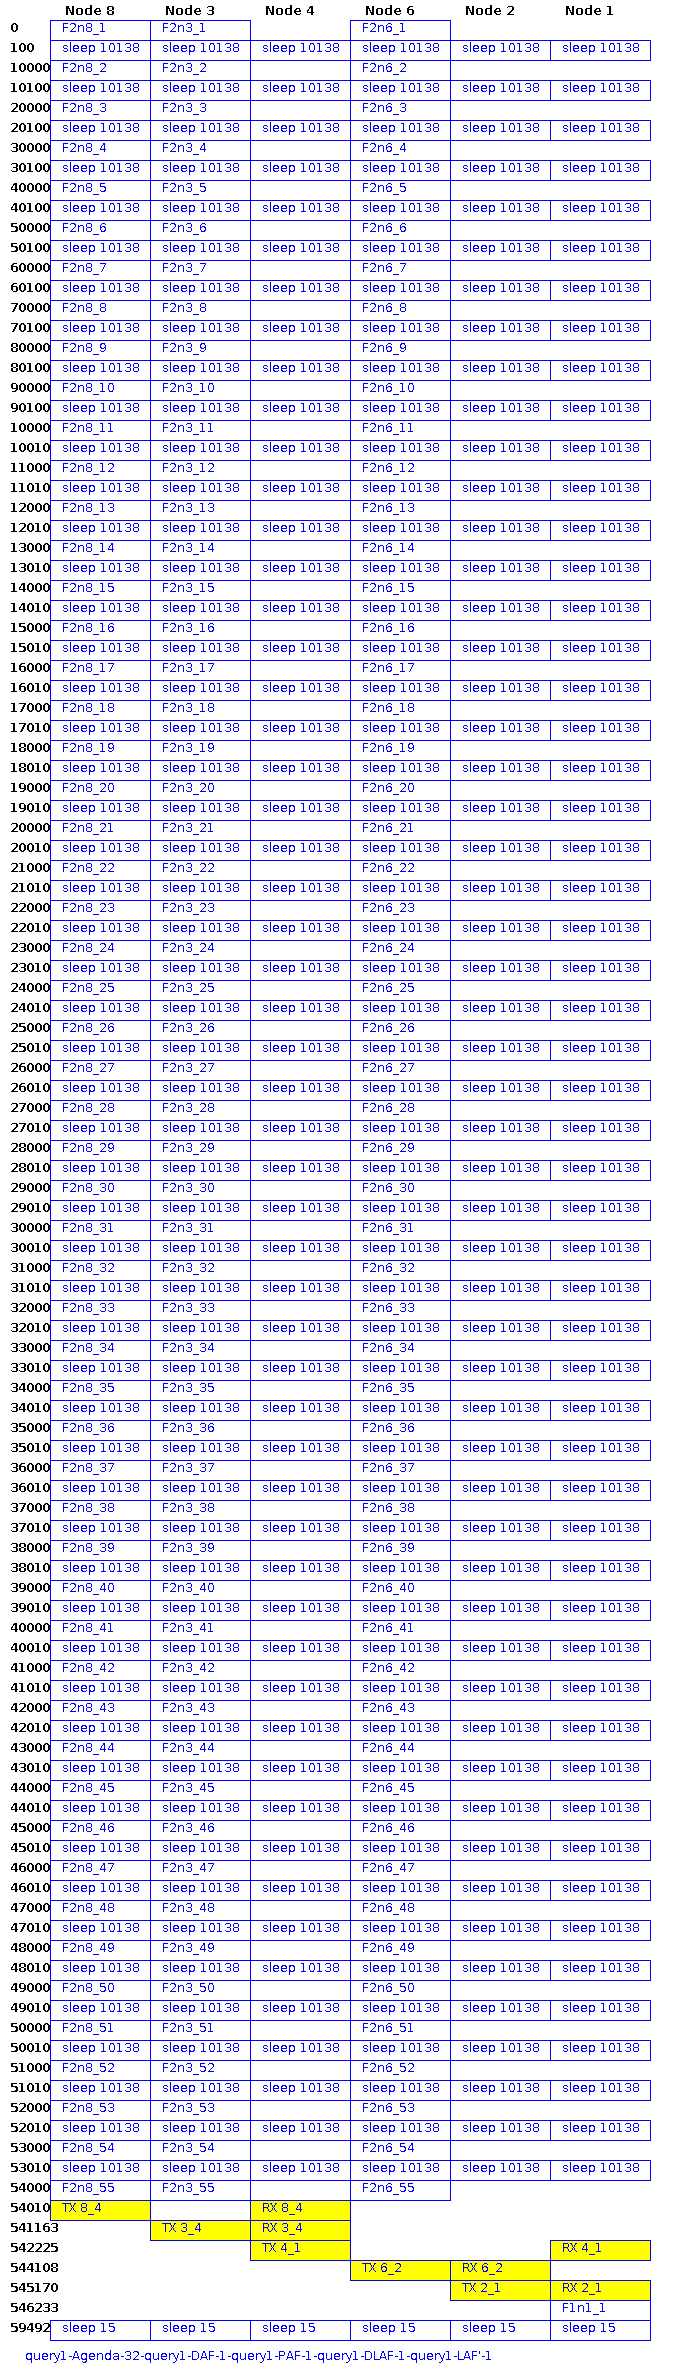 Node 8 Node 3 Node 4 Node 6 Node 2 Node 1
0 F2n8_1 F2n3_1 F2n6_1
100 sleep 10138 sleep 10138 sleep 10138 sleep 10138 sleep 10138 sleep 10138
10000 F2n8_2 F2n3_2 F2n6_2
10100 sleep 10138 sleep 10138 sleep 10138 sleep 10138 sleep 10138 sleep 10138
20000 F2n8_3 F2n3_3 F2n6_3
20100 sleep 10138 sleep 10138 sleep 10138 sleep 10138 sleep 10138 sleep 10138
30000 F2n8_4 F2n3_4 F2n6_4
30100 sleep 10138 sleep 10138 sleep 10138 sleep 10138 sleep 10138 sleep 10138
40000 F2n8_5 F2n3_5 F2n6_5
40100 sleep 10138 sleep 10138 sleep 10138 sleep 10138 sleep 10138 sleep 10138
50000 F2n8_6 F2n3_6 F2n6_6
50100 sleep 10138 sleep 10138 sleep 10138 sleep 10138 sleep 10138 sleep 10138
60000 F2n8_7 F2n3_7 F2n6_7
60100 sleep 10138 sleep 10138 sleep 10138 sleep 10138 sleep 10138 sleep 10138
70000 F2n8_8 F2n3_8 F2n6_8
70100 sleep 10138 sleep 10138 sleep 10138 sleep 10138 sleep 10138 sleep 10138
80000 F2n8_9 F2n3_9 F2n6_9
80100 sleep 10138 sleep 10138 sleep 10138 sleep 10138 sleep 10138 sleep 10138
90000 F2n8_10 F2n3_10 F2n6_10
90100 sleep 10138 sleep 10138 sleep 10138 sleep 10138 sleep 10138 sleep 10138
10000 F2n8_11 F2n3_11 F2n6_11
10010 sleep 10138 sleep 10138 sleep 10138 sleep 10138 sleep 10138 sleep 10138
11000 F2n8_12 F2n3_12 F2n6_12
11010 sleep 10138 sleep 10138 sleep 10138 sleep 10138 sleep 10138 sleep 10138
12000 F2n8_13 F2n3_13 F2n6_13
12010 sleep 10138 sleep 10138 sleep 10138 sleep 10138 sleep 10138 sleep 10138
13000 F2n8_14 F2n3_14 F2n6_14
13010 sleep 10138 sleep 10138 sleep 10138 sleep 10138 sleep 10138 sleep 10138
14000 F2n8_15 F2n3_15 F2n6_15
14010 sleep 10138 sleep 10138 sleep 10138 sleep 10138 sleep 10138 sleep 10138
15000 F2n8_16 F2n3_16 F2n6_16
15010 sleep 10138 sleep 10138 sleep 10138 sleep 10138 sleep 10138 sleep 10138
16000 F2n8_17 F2n3_17 F2n6_17
16010 sleep 10138 sleep 10138 sleep 10138 sleep 10138 sleep 10138 sleep 10138
17000 F2n8_18 F2n3_18 F2n6_18
17010 sleep 10138 sleep 10138 sleep 10138 sleep 10138 sleep 10138 sleep 10138
18000 F2n8_19 F2n3_19 F2n6_19
18010 sleep 10138 sleep 10138 sleep 10138 sleep 10138 sleep 10138 sleep 10138
19000 F2n8_20 F2n3_20 F2n6_20
19010 sleep 10138 sleep 10138 sleep 10138 sleep 10138 sleep 10138 sleep 10138
20000 F2n8_21 F2n3_21 F2n6_21
20010 sleep 10138 sleep 10138 sleep 10138 sleep 10138 sleep 10138 sleep 10138
21000 F2n8_22 F2n3_22 F2n6_22
21010 sleep 10138 sleep 10138 sleep 10138 sleep 10138 sleep 10138 sleep 10138
22000 F2n8_23 F2n3_23 F2n6_23
22010 sleep 10138 sleep 10138 sleep 10138 sleep 10138 sleep 10138 sleep 10138
23000 F2n8_24 F2n3_24 F2n6_24
23010 sleep 10138 sleep 10138 sleep 10138 sleep 10138 sleep 10138 sleep 10138
24000 F2n8_25 F2n3_25 F2n6_25
24010 sleep 10138 sleep 10138 sleep 10138 sleep 10138 sleep 10138 sleep 10138
25000 F2n8_26 F2n3_26 F2n6_26
25010 sleep 10138 sleep 10138 sleep 10138 sleep 10138 sleep 10138 sleep 10138
26000 F2n8_27 F2n3_27 F2n6_27
26010 sleep 10138 sleep 10138 sleep 10138 sleep 10138 sleep 10138 sleep 10138
27000 F2n8_28 F2n3_28 F2n6_28
27010 sleep 10138 sleep 10138 sleep 10138 sleep 10138 sleep 10138 sleep 10138
28000 F2n8_29 F2n3_29 F2n6_29
28010 sleep 10138 sleep 10138 sleep 10138 sleep 10138 sleep 10138 sleep 10138
29000 F2n8_30 F2n3_30 F2n6_30
29010 sleep 10138 sleep 10138 sleep 10138 sleep 10138 sleep 10138 sleep 10138
30000 F2n8_31 F2n3_31 F2n6_31
30010 sleep 10138 sleep 10138 sleep 10138 sleep 10138 sleep 10138 sleep 10138
31000 F2n8_32 F2n3_32 F2n6_32
31010 sleep 10138 sleep 10138 sleep 10138 sleep 10138 sleep 10138 sleep 10138
32000 F2n8_33 F2n3_33 F2n6_33
32010 sleep 10138 sleep 10138 sleep 10138 sleep 10138 sleep 10138 sleep 10138
33000 F2n8_34 F2n3_34 F2n6_34
33010 sleep 10138 sleep 10138 sleep 10138 sleep 10138 sleep 10138 sleep 10138
34000 F2n8_35 F2n3_35 F2n6_35
34010 sleep 10138 sleep 10138 sleep 10138 sleep 10138 sleep 10138 sleep 10138
35000 F2n8_36 F2n3_36 F2n6_36
35010 sleep 10138 sleep 10138 sleep 10138 sleep 10138 sleep 10138 sleep 10138
36000 F2n8_37 F2n3_37 F2n6_37
36010 sleep 10138 sleep 10138 sleep 10138 sleep 10138 sleep 10138 sleep 10138
37000 F2n8_38 F2n3_38 F2n6_38
37010 sleep 10138 sleep 10138 sleep 10138 sleep 10138 sleep 10138 sleep 10138
38000 F2n8_39 F2n3_39 F2n6_39
38010 sleep 10138 sleep 10138 sleep 10138 sleep 10138 sleep 10138 sleep 10138
39000 F2n8_40 F2n3_40 F2n6_40
39010 sleep 10138 sleep 10138 sleep 10138 sleep 10138 sleep 10138 sleep 10138
40000 F2n8_41 F2n3_41 F2n6_41
40010 sleep 10138 sleep 10138 sleep 10138 sleep 10138 sleep 10138 sleep 10138
41000 F2n8_42 F2n3_42 F2n6_42
41010 sleep 10138 sleep 10138 sleep 10138 sleep 10138 sleep 10138 sleep 10138
42000 F2n8_43 F2n3_43 F2n6_43
42010 sleep 10138 sleep 10138 sleep 10138 sleep 10138 sleep 10138 sleep 10138
43000 F2n8_44 F2n3_44 F2n6_44
43010 sleep 10138 sleep 10138 sleep 10138 sleep 10138 sleep 10138 sleep 10138
44000 F2n8_45 F2n3_45 F2n6_45
44010 sleep 10138 sleep 10138 sleep 10138 sleep 10138 sleep 10138 sleep 10138
45000 F2n8_46 F2n3_46 F2n6_46
45010 sleep 10138 sleep 10138 sleep 10138 sleep 10138 sleep 10138 sleep 10138
46000 F2n8_47 F2n3_47 F2n6_47
46010 sleep 10138 sleep 10138 sleep 10138 sleep 10138 sleep 10138 sleep 10138
47000 F2n8_48 F2n3_48 F2n6_48
47010 sleep 10138 sleep 10138 sleep 10138 sleep 10138 sleep 10138 sleep 10138
48000 F2n8_49 F2n3_49 F2n6_49
48010 sleep 10138 sleep 10138 sleep 10138 sleep 10138 sleep 10138 sleep 10138
49000 F2n8_50 F2n3_50 F2n6_50
49010 sleep 10138 sleep 10138 sleep 10138 sleep 10138 sleep 10138 sleep 10138
50000 F2n8_51 F2n3_51 F2n6_51
50010 sleep 10138 sleep 10138 sleep 10138 sleep 10138 sleep 10138 sleep 10138
51000 F2n8_52 F2n3_52 F2n6_52
51010 sleep 10138 sleep 10138 sleep 10138 sleep 10138 sleep 10138 sleep 10138
52000 F2n8_53 F2n3_53 F2n6_53
52010 sleep 10138 sleep 10138 sleep 10138 sleep 10138 sleep 10138 sleep 10138
53000 F2n8_54 F2n3_54 F2n6_54
53010 sleep 10138 sleep 10138 sleep 10138 sleep 10138 sleep 10138 sleep 10138
54000 F2n8_55 F2n3_55 F2n6_55
54010 TX 8_4 RX 8_4
541163 TX 3_4 RX 3_4
542225 TX 4_1 RX 4_1
544108 TX 6_2 RX 6_2
545170 TX 2_1 RX 2_1
546233 F1n1_1
59492 sleep 15 sleep 15 sleep 15 sleep 15 sleep 15 sleep 15
query1-Agenda-32-query1-DAF-1-query1-PAF-1-query1-DLAF-1-query1-LAF'-1